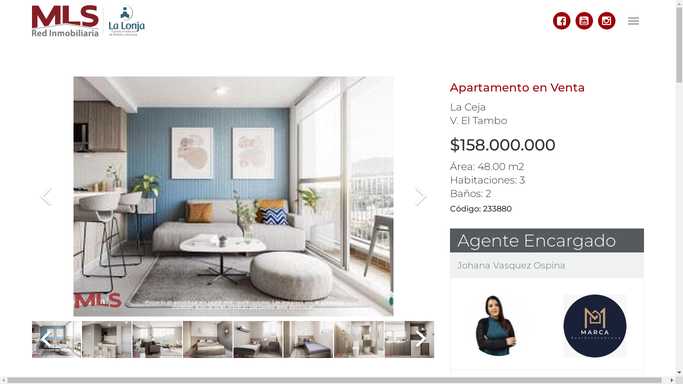 MLS
Red Inmobiliaria
La Lonja
Apartamento en Venta
La Ceja
V. El Tambo
$158.000.000
Área: 48.00 m2
Habitaciones: 3
Baños: 2
Código: 233880
Agente Encargado
Johana Vasquez Ospina
MLS
MARCA